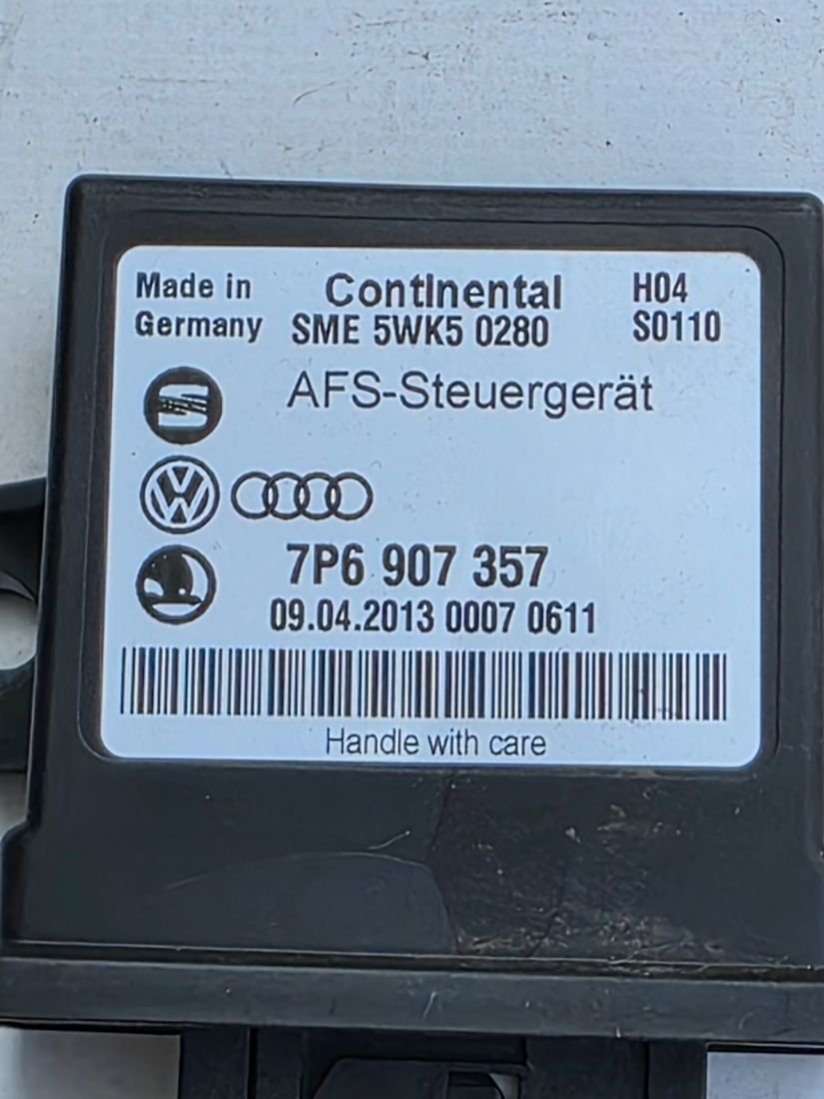 Made in Continental H04
Germany SME 5WK5 0280 S0110
AFS-Steuergerät
7P6 907 357
09.04.2013 0007 0611
Handle with care